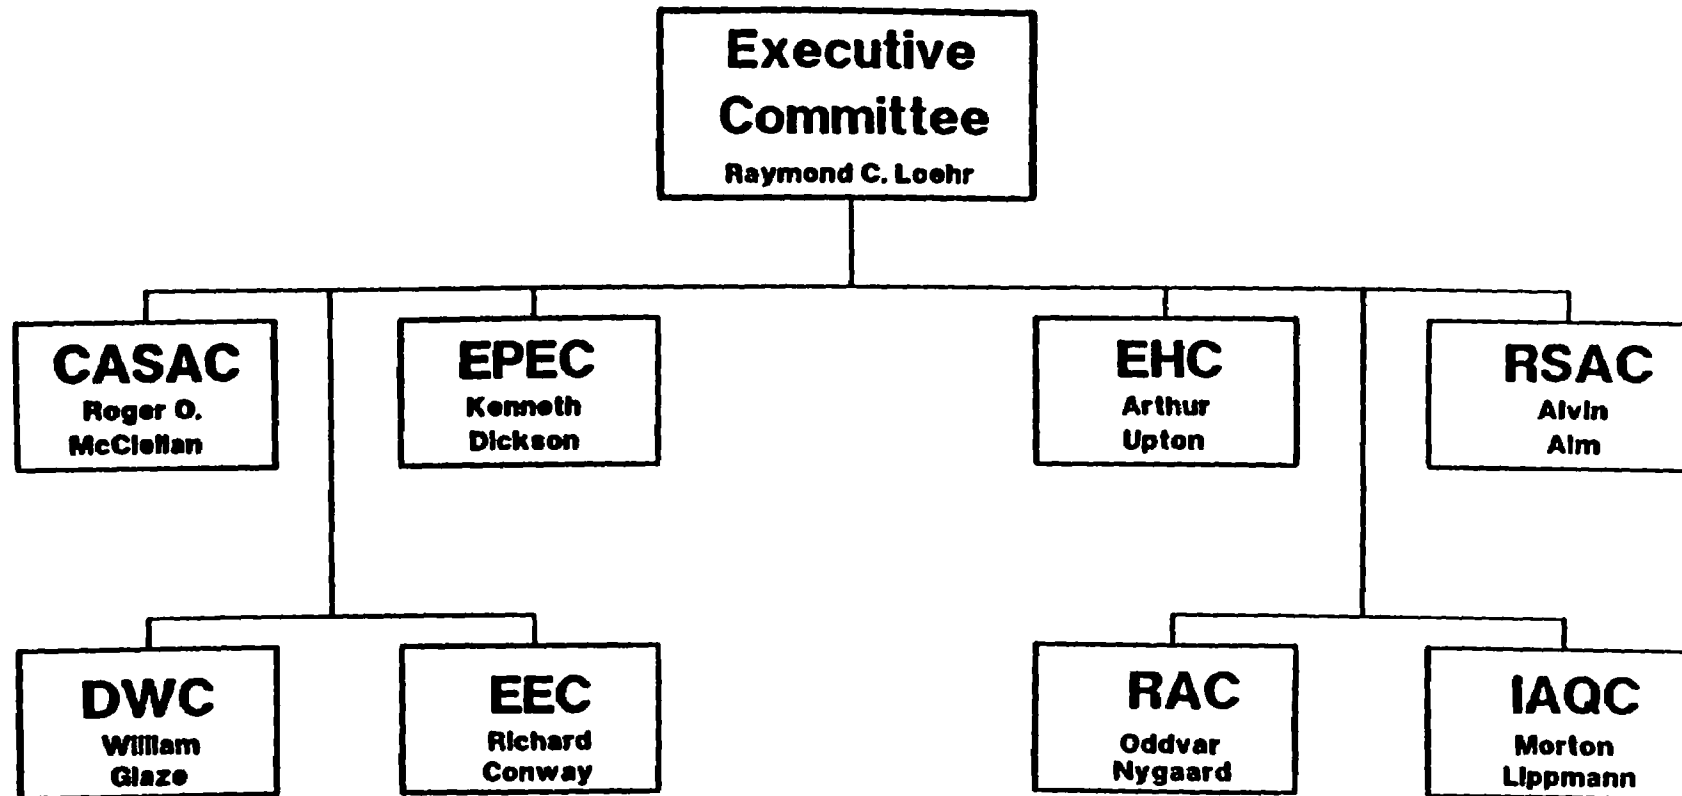 Executive
Committee
Raymond C. Loehr
CASAC
Roger O.
McClellan
EPEC
Kenneth
Dickson
EHC
Arthur
Upton
RSAC
Alvin
Alm
DWC
William
Glaze
EEC
Richard
Conway
RAC
Oddvar
Nygaard
IAQC
Morton
Lippmann